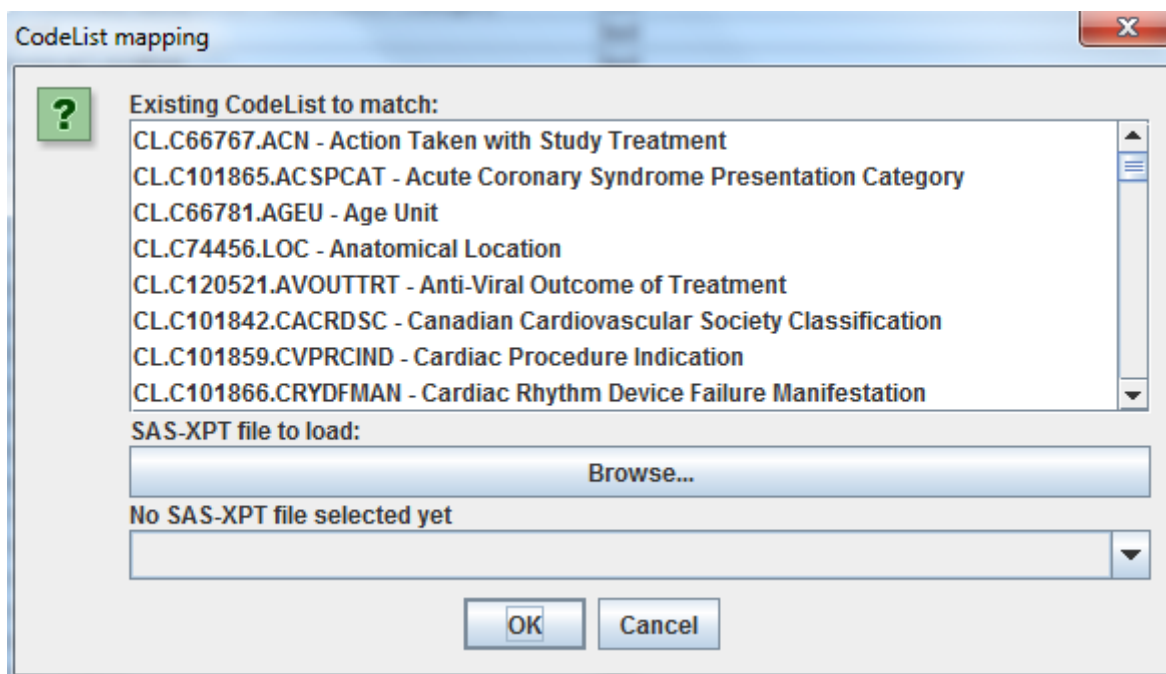 CodeList mapping
Existing CodeList to match:
CL.C66767.ACN - Action Taken with Study Treatment
CL.C101865.ACSPCAT - Acute Coronary Syndrome Presentation Category
CL.C66781.AGEU - Age Unit
CL.C74456.LOC - Anatomical Location
CL.C120521.AVOUTTRT - Anti-Viral Outcome of Treatment
CL.C101842.CACRDSC - Canadian Cardiovascular Society Classification
CL.C101859.CVPRCIND - Cardiac Procedure Indication
CL.C101866.CRYDFMAN - Cardiac Rhythm Device Failure Manifestation
SAS-XPT file to load:
Browse...
No SAS-XPT file selected yet
OK Cancel